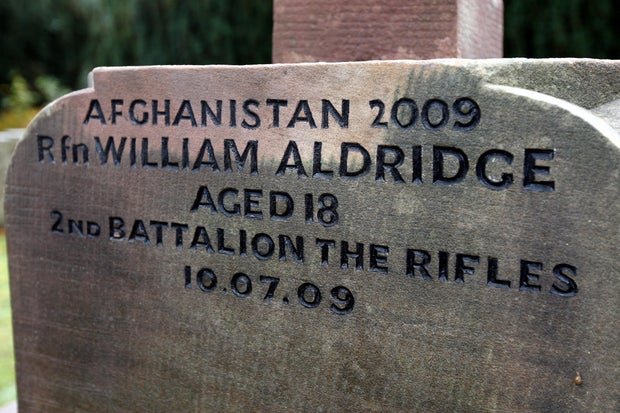 AFGHANISTAN 2009
Rfn WILLIAM ALDRIDGE
AGED 18
2ND BATTALION THE RIFLES
10.07.09